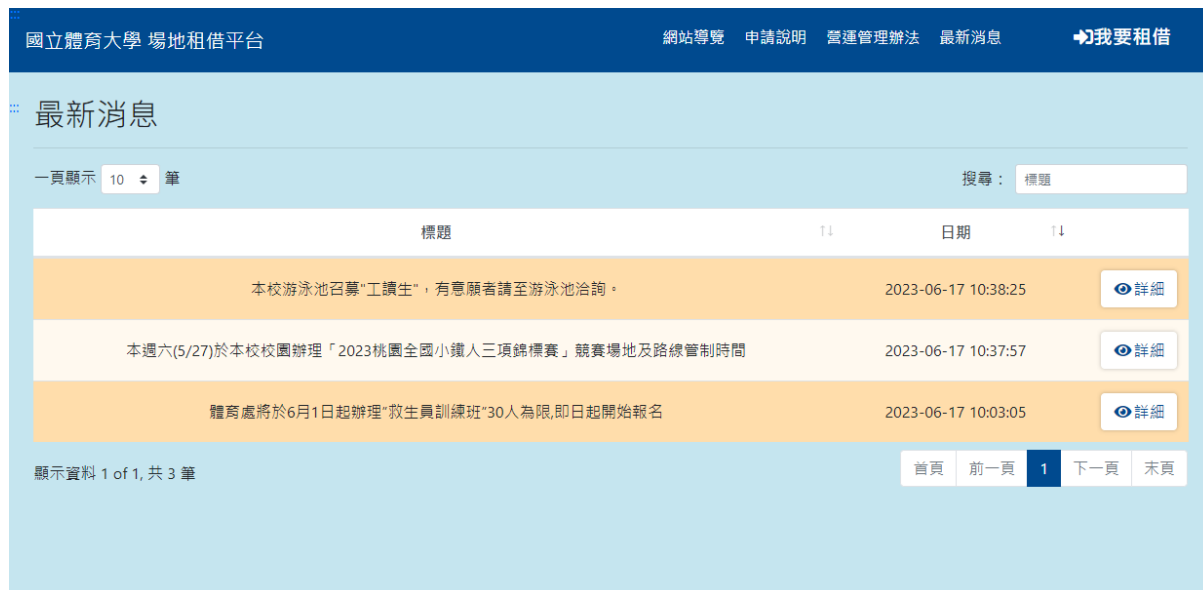 國立體育大學 場地租借平台 網站導覽 申請說明 營運管理辦法 最新消息 我要租借
最新消息
一頁顯示 10 筆 搜尋： 標題
標題 日期
本校游泳池召募"工讀生"，有意願者請至游泳池洽詢。 2023-06-17 10:38:25 詳細
本週六(5/27)於本校校園辦理「2023桃園全國小鐵人三項錦標賽」競賽場地及路線管制時間 2023-06-17 10:37:57 詳細
體育處將於6月1日起辦理"救生員訓練班"30人為限,即日起開始報名 2023-06-17 10:03:05 詳細
顯示資料 1 of 1, 共 3 筆 首頁 前一頁 1 下一頁 末頁